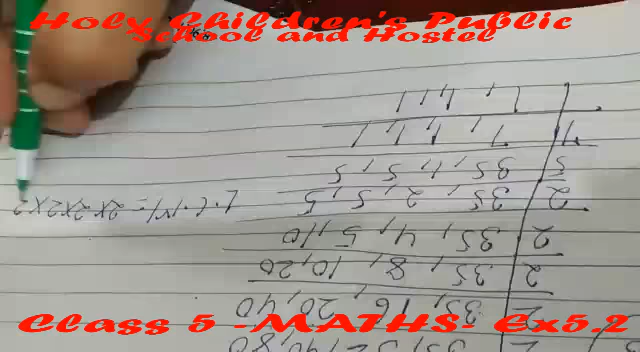 Holy Children's Public
School and Hostel
2 35, 16, 20, 40
2 35, 8, 10, 20
2 35, 4, 5, 10
2 35, 2, 5, 5
L.C.M = 2x2x2x2
5 35, 1, 5, 5
7 7, 1, 1, 1
1, 1, 1, 1
Class 5 -MATHS- Ex5.2